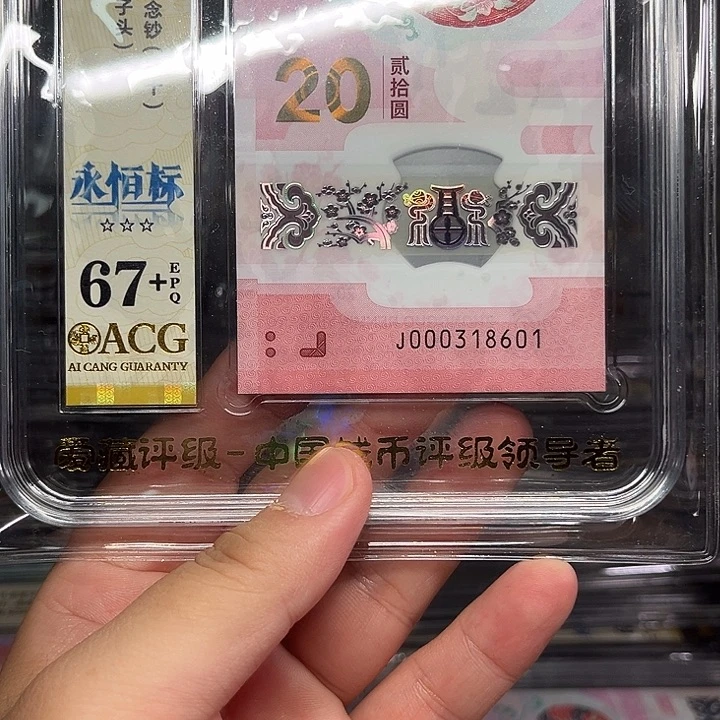 念钞(
子头)
永恒标
☆☆☆
67+
EPQ
ACG
AI CANG GUARANTY
20
贰拾圆
J000318601
爱藏评级-中国钱币评级领导者